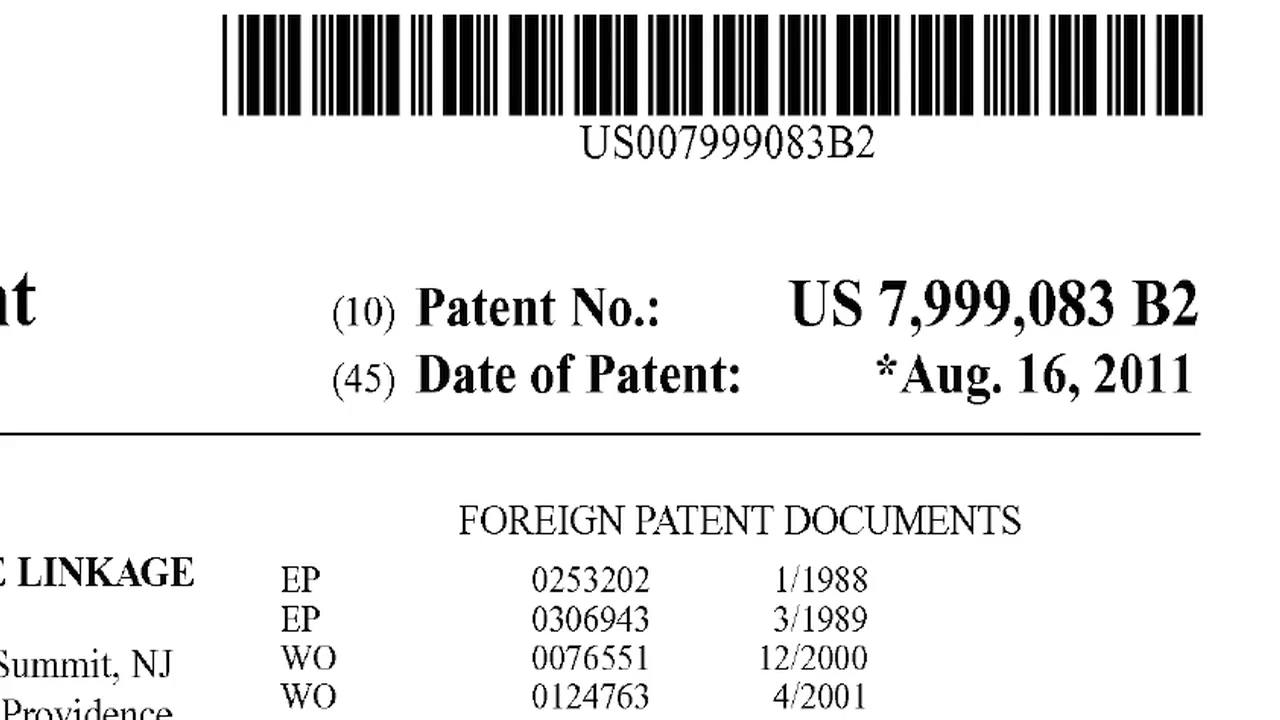 US007999083B2
(10) Patent No.: US 7,999,083 B2
(45) Date of Patent: *Aug. 16, 2011
FOREIGN PATENT DOCUMENTS
LINKAGE
EP 0253202 1/1988
EP 0306943 3/1989
WO 0076551 12/2000
Summit, NJ
WO 0124763 4/2001
Providence